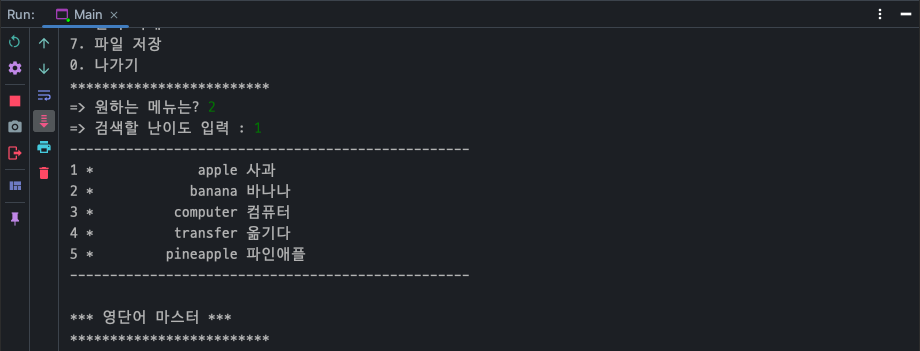 Run: Main ×
7. 파일 저장
0. 나가기
*************************
=> 원하는 메뉴는? 2
=> 검색할 난이도 입력 : 1
--------------------------------------------------
1 * apple 사과
2 * banana 바나나
3 * computer 컴퓨터
4 * transfer 옮기다
5 * pineapple 파인애플
--------------------------------------------------
*** 영단어 마스터 ***
*************************